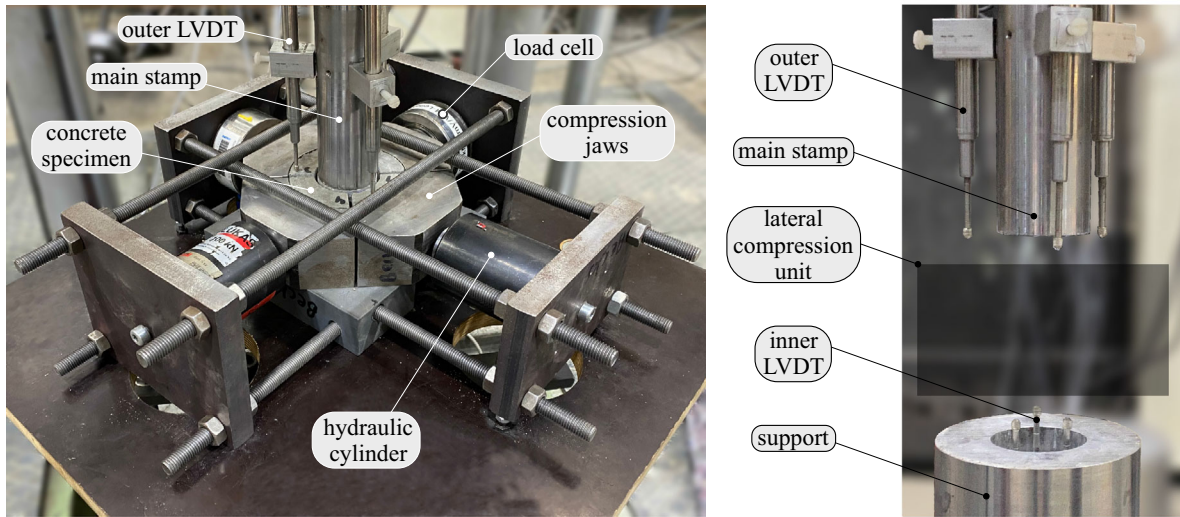 outer LVDT
main stamp
concrete
specimen
load cell
compression
jaws
hydraulic
cylinder
outer
LVDT
main stamp
lateral
compression
unit
inner
LVDT
support